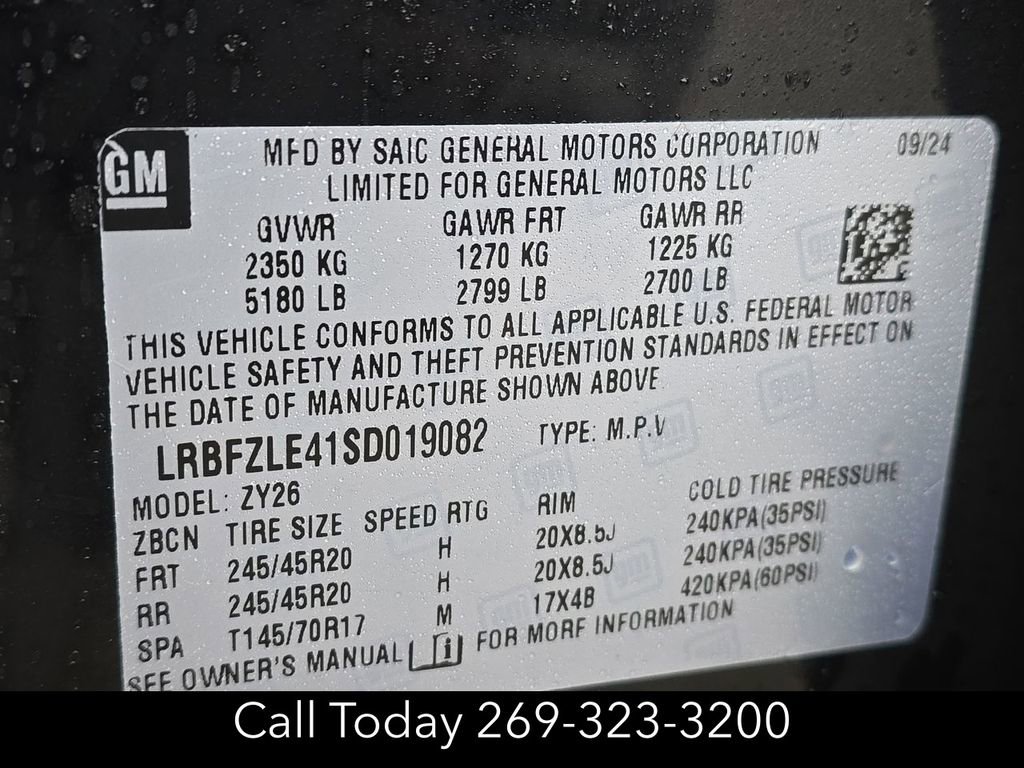 GM
MFD BY SAIC GENERAL MOTORS CORPORATION 09/24
LIMITED FOR GENERAL MOTORS LLC
GVWR GAWR FRT GAWR RR
2350 KG 1270 KG 1225 KG
5180 LB 2799 LB 2700 LB
THIS VEHICLE CONFORMS TO ALL APPLICABLE U.S. FEDERAL MOTOR
VEHICLE SAFETY AND THEFT PREVENTION STANDARDS IN EFFECT ON
THE DATE OF MANUFACTURE SHOWN ABOVE
LRBFZLE41SD019082 TYPE: M.P.V
MODEL: ZY26
ZBCN TIRE SIZE SPEED RTG RIM COLD TIRE PRESSURE
FRT 245/45R20 H 20X8.5J 240KPA(35PSI)
RR 245/45R20 H 20X8.5J 240KPA(35PSI)
SPA T145/70R17 M 17X4B 420KPA(60PSI)
SEE OWNER'S MANUAL i FOR MORE INFORMATION
Call Today 269-323-3200